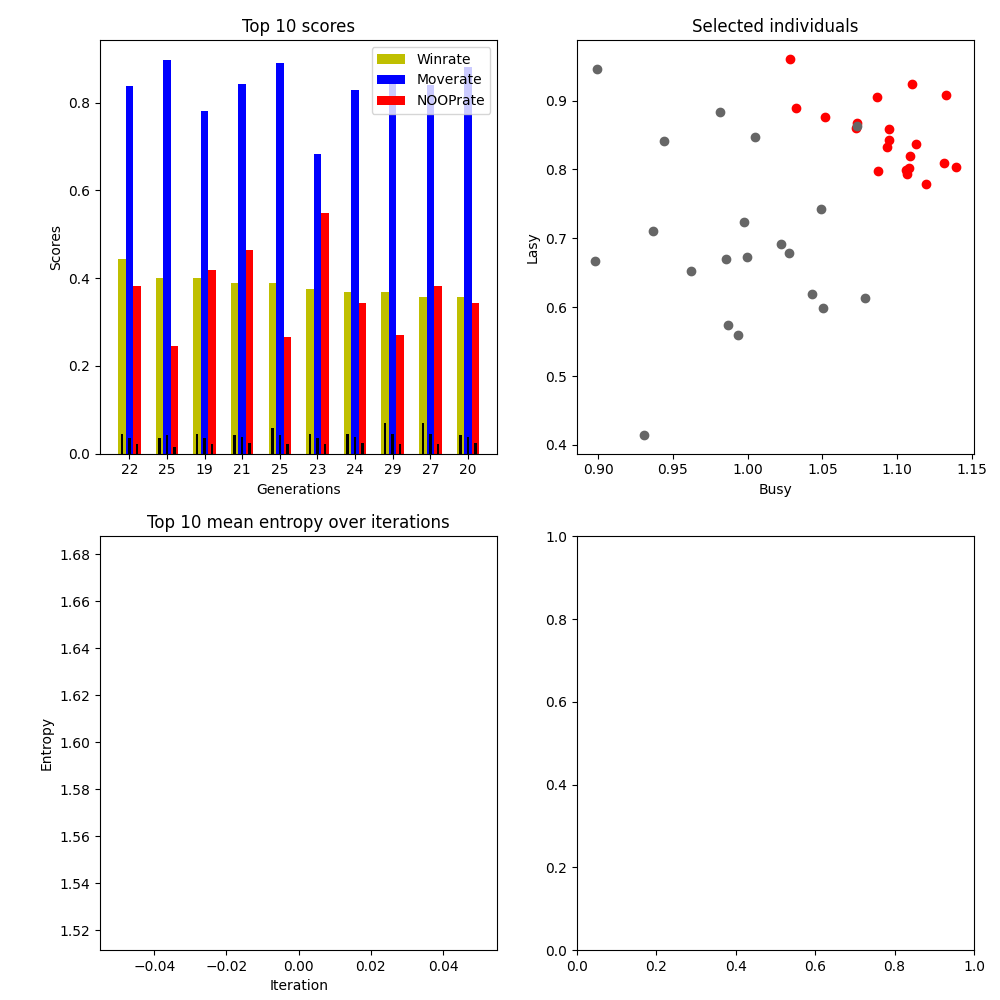 Top 10 scores
Winrate
Moverate
NOOPrate
0.8
0.6
0.4
0.2
0.0
Scores
22 25 19 21 25 23 24 29 27 20
Generations
Selected individuals
0.9
0.8
0.7
0.6
0.5
0.4
Lasy
0.90 0.95 1.00 1.05 1.10 1.15
Busy
Top 10 mean entropy over iterations
1.68
1.66
1.64
1.62
1.60
1.58
1.56
1.54
1.52
Entropy
−0.04 −0.02 0.00 0.02 0.04
Iteration
1.0
0.8
0.6
0.4
0.2
0.0
0.0 0.2 0.4 0.6 0.8 1.0